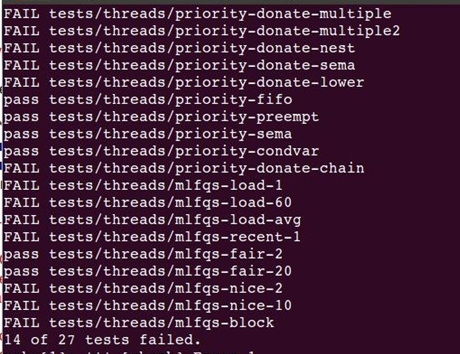 FAIL tests/threads/priority-donate-multiple
FAIL tests/threads/priority-donate-multiple2
FAIL tests/threads/priority-donate-nest
FAIL tests/threads/priority-donate-sema
FAIL tests/threads/priority-donate-lower
pass tests/threads/priority-fifo
pass tests/threads/priority-preempt
pass tests/threads/priority-sema
pass tests/threads/priority-condvar
FAIL tests/threads/priority-donate-chain
FAIL tests/threads/mlfqs-load-1
FAIL tests/threads/mlfqs-load-60
FAIL tests/threads/mlfqs-load-avg
FAIL tests/threads/mlfqs-recent-1
pass tests/threads/mlfqs-fair-2
pass tests/threads/mlfqs-fair-20
FAIL tests/threads/mlfqs-nice-2
FAIL tests/threads/mlfqs-nice-10
FAIL tests/threads/mlfqs-block
14 of 27 tests failed.